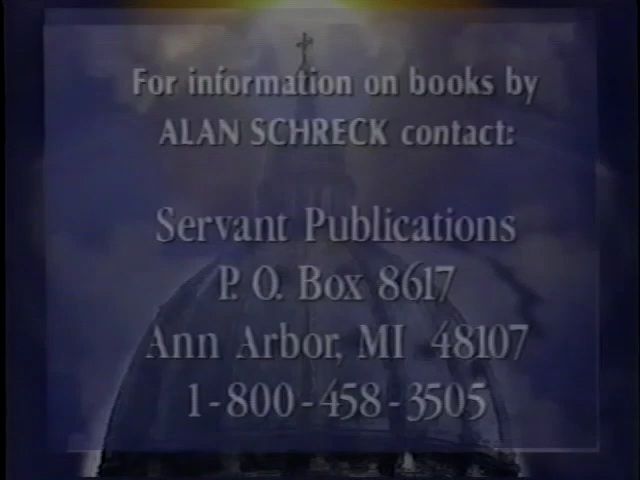 For information on books by
ALAN SCHRECK contact:
Servant Publications
P. O. Box 8617
Ann Arbor, MI 48107
1-800-458-3505